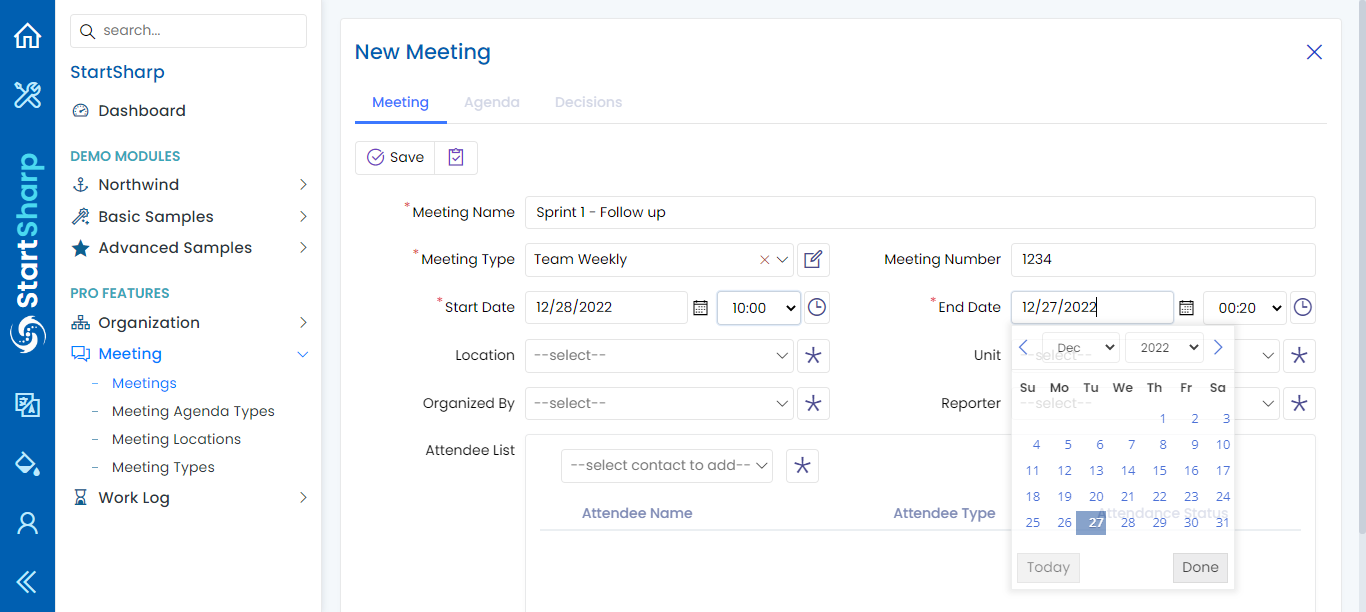 search...
StartSharp
Dashboard
DEMO MODULES
Northwind
Basic Samples
Advanced Samples
PRO FEATURES
Organization
Meeting
- Meetings
- Meeting Agenda Types
- Meeting Locations
- Meeting Types
Work Log
StartSharp
New Meeting
Meeting Agenda Decisions
Save
*Meeting Name Sprint 1 - Follow up
*Meeting Type Team Weekly Meeting Number 1234
*Start Date 12/28/2022 10:00 *End Date 12/27/2022 00:20
Location --select-- Unit --select--
Organized By --select-- Reporter --select--
Attendee List
--select contact to add--
Attendee Name Attendee Type Attendance Status
Dec 2022
Su Mo Tu We Th Fr Sa
1 2 3
4 5 6 7 8 9 10
11 12 13 14 15 16 17
18 19 20 21 22 23 24
25 26 27 28 29 30 31
Today Done